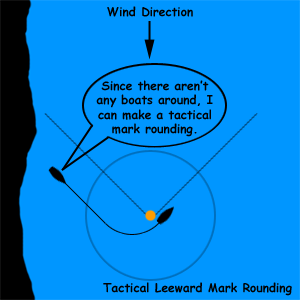 Wind Direction
Since there aren't
any boats around, I
can make a tactical
mark rounding.
Tactical Leeward Mark Rounding